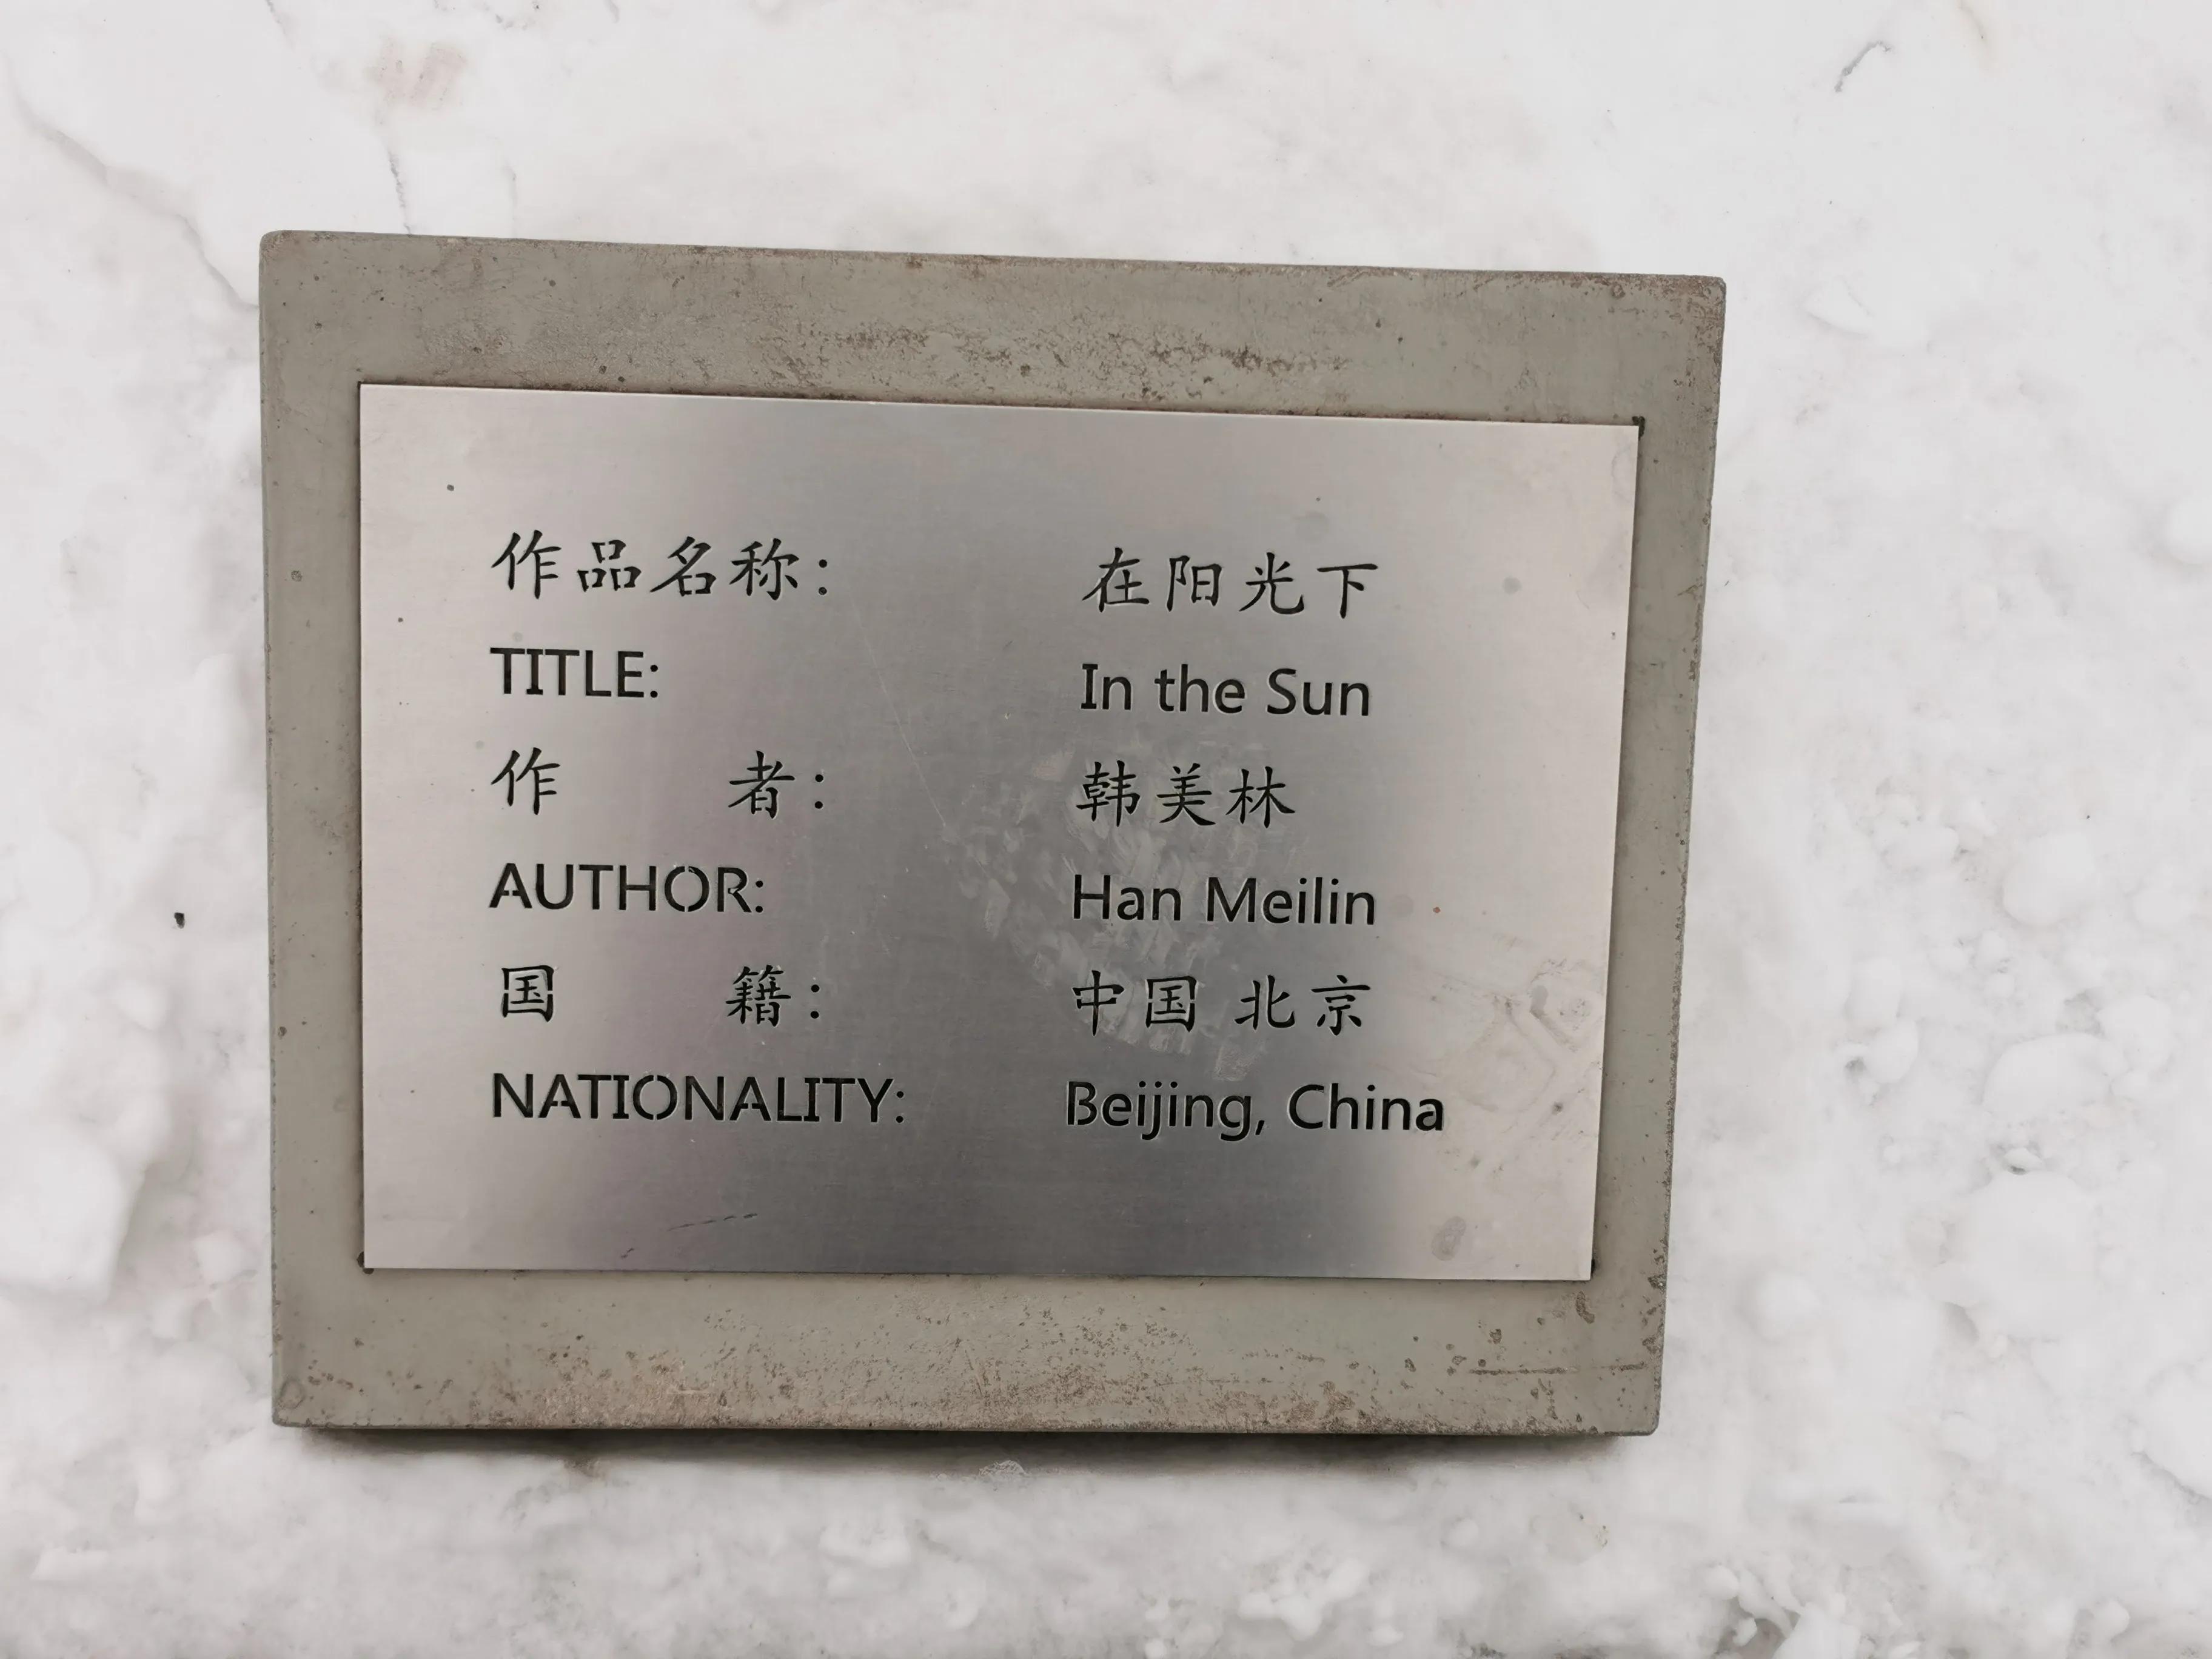 作品名称: 在阳光下
TITLE: In the Sun
作 者: 韩美林
AUTHOR: Han Meilin
国 籍: 中国 北京
NATIONALITY: Beijing, China